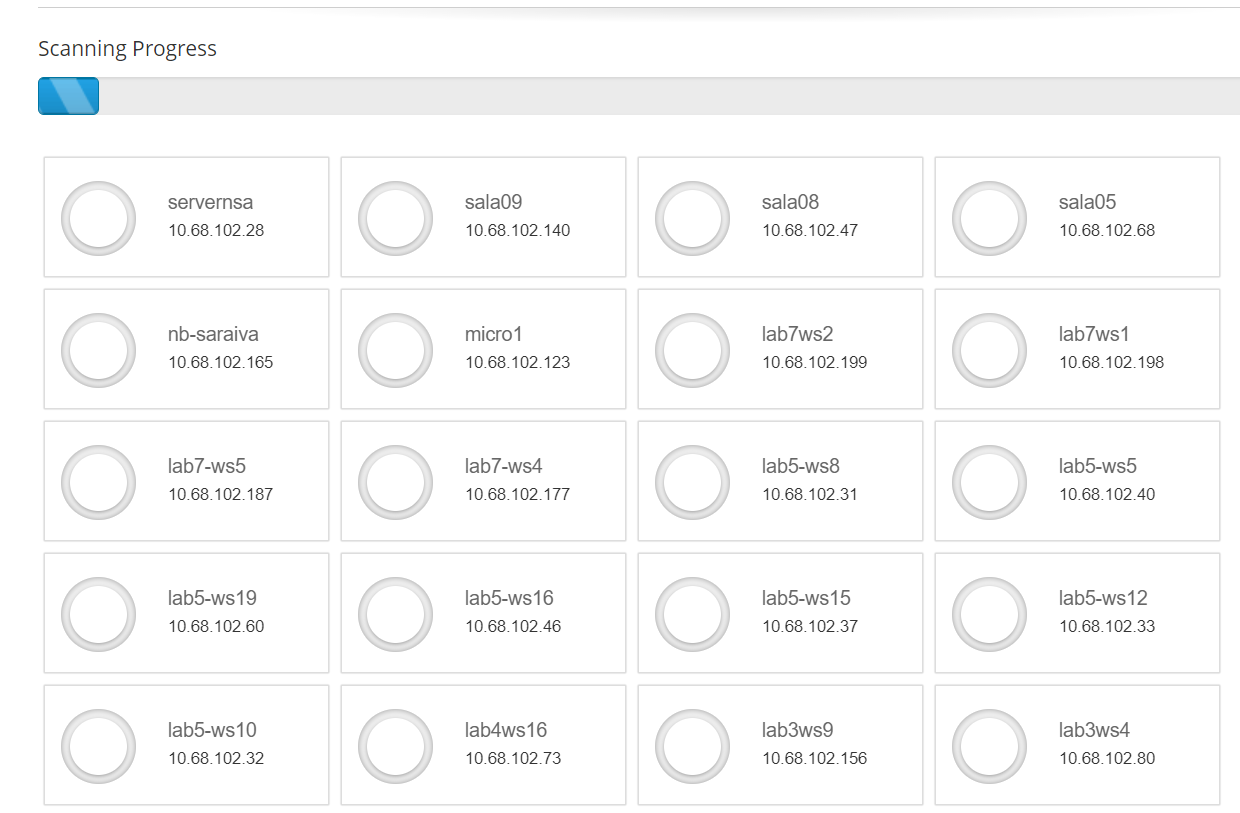 Scanning Progress
servernsa
10.68.102.28
sala09
10.68.102.140
sala08
10.68.102.47
sala05
10.68.102.68
nb-saraiva
10.68.102.165
micro1
10.68.102.123
lab7ws2
10.68.102.199
lab7ws1
10.68.102.198
lab7-ws5
10.68.102.187
lab7-ws4
10.68.102.177
lab5-ws8
10.68.102.31
lab5-ws5
10.68.102.40
lab5-ws19
10.68.102.60
lab5-ws16
10.68.102.46
lab5-ws15
10.68.102.37
lab5-ws12
10.68.102.33
lab5-ws10
10.68.102.32
lab4ws16
10.68.102.73
lab3ws9
10.68.102.156
lab3ws4
10.68.102.80